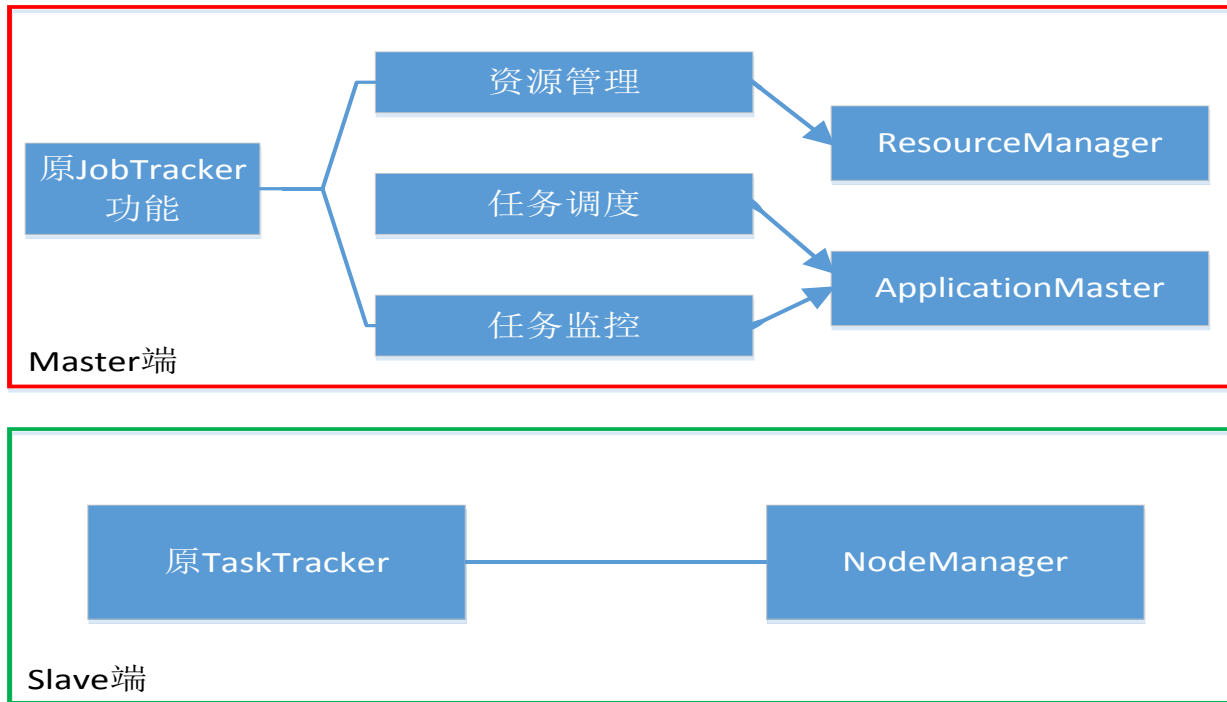 资源管理
ResourceManager
原JobTracker
功能
任务调度
ApplicationMaster
任务监控
Master端
原TaskTracker
NodeManager
Slave端